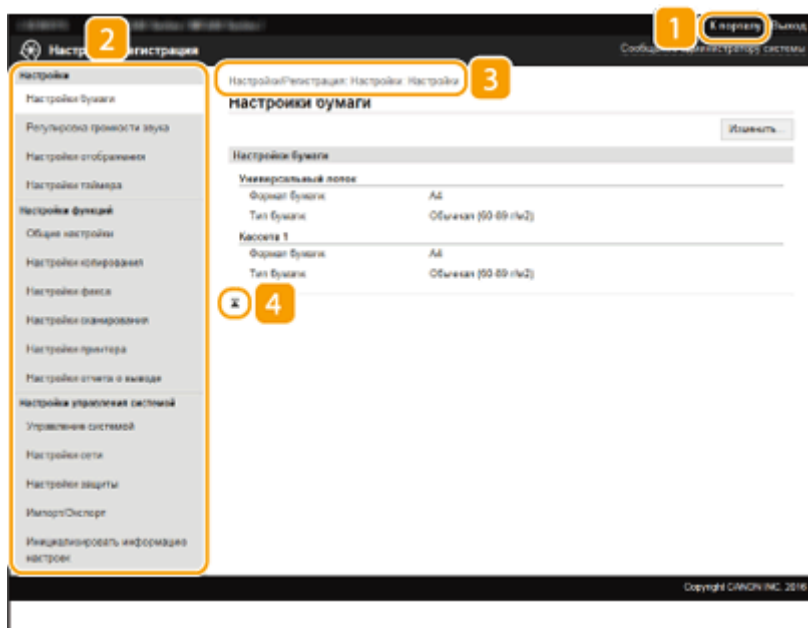 1
К порталу Выход
2
Настр гистрация
Сообщ администратору системы
Настройка
Настройки бумаги
Регулировка громкости звука
Настройки отображения
Настройки таймера
Настройки функций
Общие настройки
Настройки копирования
Настройки факса
Настройки сканирования
Настройки принтера
Настройки отчета о выводе
Настройки управления системой
Управление системой
Настройки сети
Настройки защиты
Импорт/Экспорт
Инициализировать информацию
настроек
Настройки/Регистрация: Настройки: Настройки
3
Настройки бумаги
Изменить...
Настройки бумаги
Универсальный лоток
Формат бумаги: A4
Тип бумаги: Обычная (60-89 г/м2)
Кассета 1
Формат бумаги: A4
Тип бумаги: Обычная (60-89 г/м2)
4
Copyright CANON INC. 2016